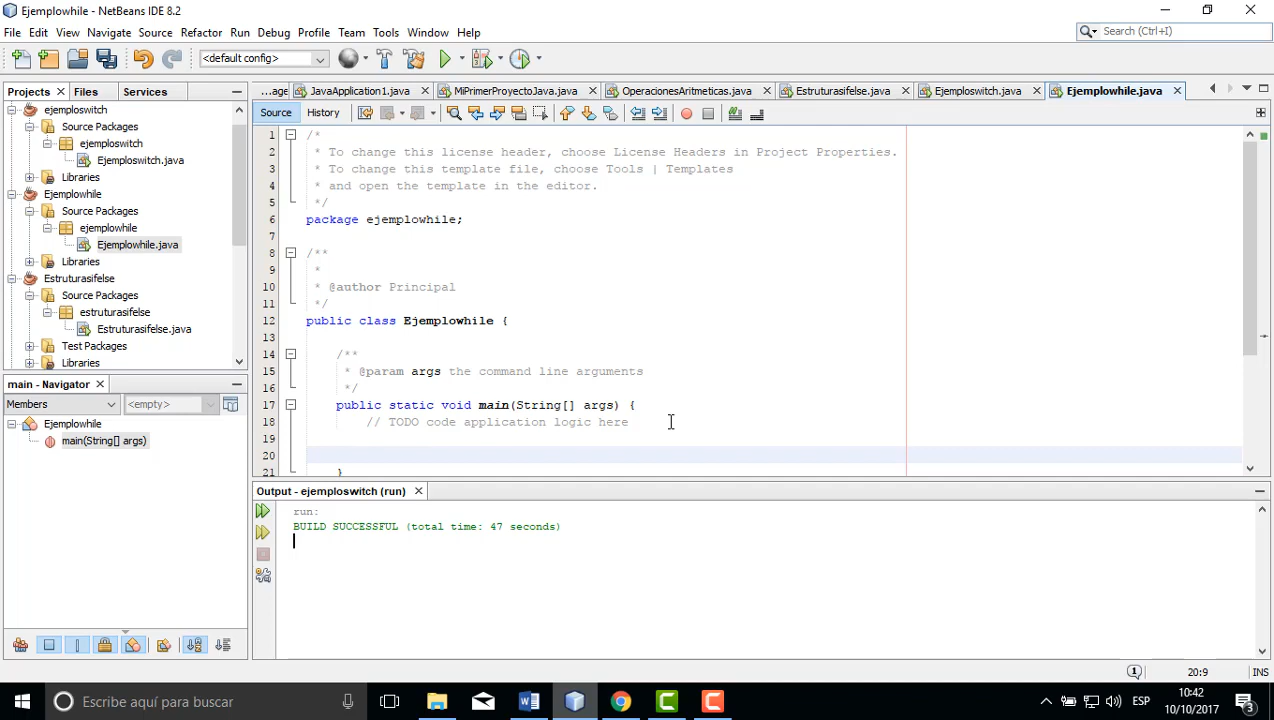 Ejemplowhile - NetBeans IDE 8.2
File Edit View Navigate Source Refactor Run Debug Profile Team Tools Window Help
Search (Ctrl+I)
<default config>
Projects Files Services
...age JavaApplication1.java MiPrimerProyectoJava.java OperacionesAritmeticas.java Estruturasifelse.java Ejemploswitch.java Ejemplowhile.java
Source History
ejemploswitch
Source Packages
ejemploswitch
Ejemploswitch.java
Libraries
Ejemplowhile
Source Packages
ejemplowhile
Ejemplowhile.java
Libraries
Estruturasifelse
Source Packages
estruturasifelse
Estruturasifelse.java
Test Packages
Libraries
main - Navigator
Members <empty>
Ejemplowhile
main(String[] args)
1 /*
2 * To change this license header, choose License Headers in Project Properties.
3 * To change this template file, choose Tools | Templates
4 * and open the template in the editor.
5 */
6 package ejemplowhile;
7
8 /**
9 *
10 * @author Principal
11 */
12 public class Ejemplowhile {
13
14 /**
15 * @param args the command line arguments
16 */
17 public static void main(String[] args) {
18 // TODO code application logic here
19
20
21 }
Output - ejemploswitch (run)
run:
BUILD SUCCESSFUL (total time: 47 seconds)
1 20:9 INS
Escribe aquí para buscar
ESP
10:42
10/10/2017
3